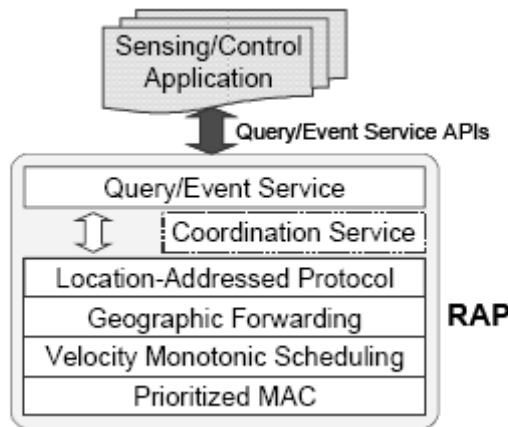 Sensing/Control
Application
Query/Event Service APIs
Query/Event Service
Coordination Service
Location-Addressed Protocol
Geographic Forwarding
RAP
Velocity Monotonic Scheduling
Prioritized MAC